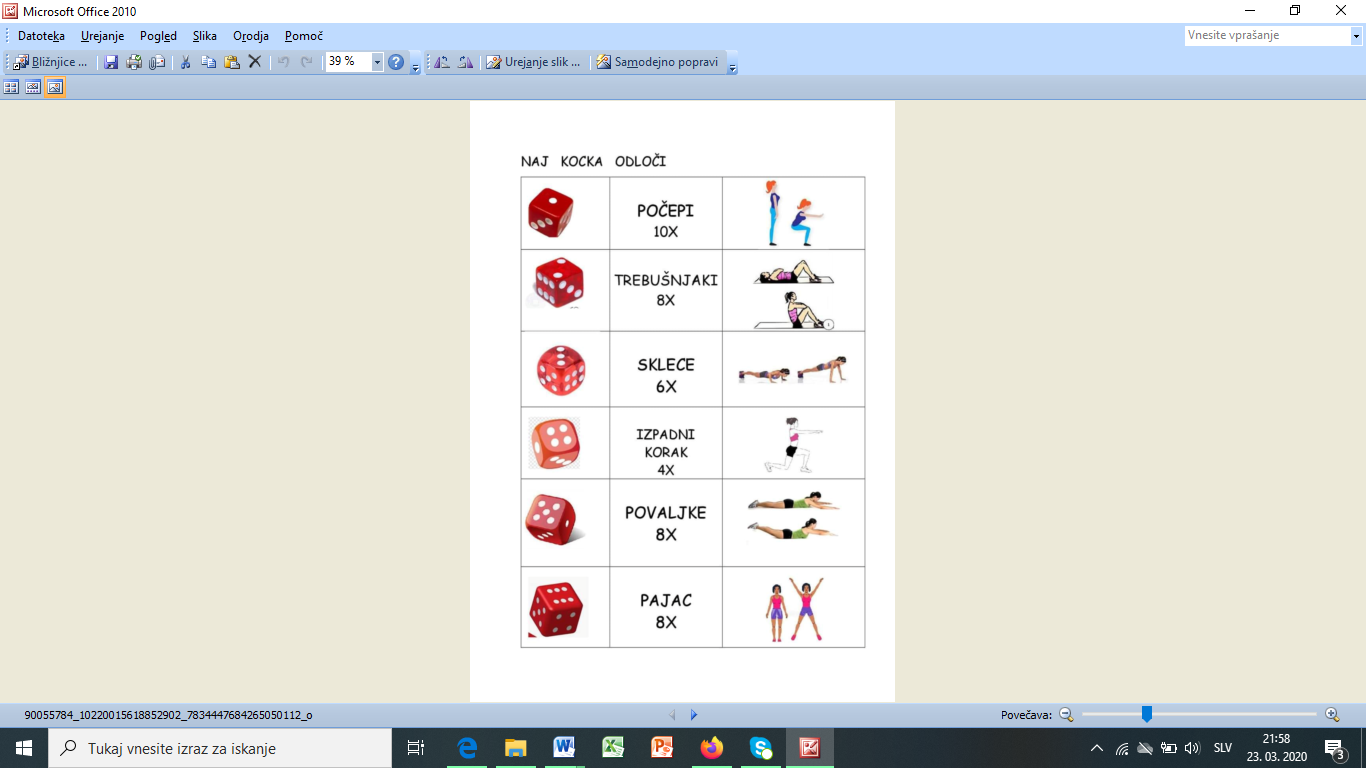 Microsoft Office 2010
Datoteka Urejanje Pogled Slika Orodja Pomoč
Vnesite vprašanje
Bližnjice ...
39 %
Urejanje slik ...
Samodejno popravi
NAJ KOCKA ODLOČI
POČEPI
10X
TREBUŠNJAKI
8X
SKLECE
6X
IZPADNI
KORAK
4X
POVALJKE
8X
PAJAC
8X
90055784_10220015618852902_7834447684265050112_o
Povečava:
Tukaj vnesite izraz za iskanje
SLV
21:58
23. 03. 2020
3